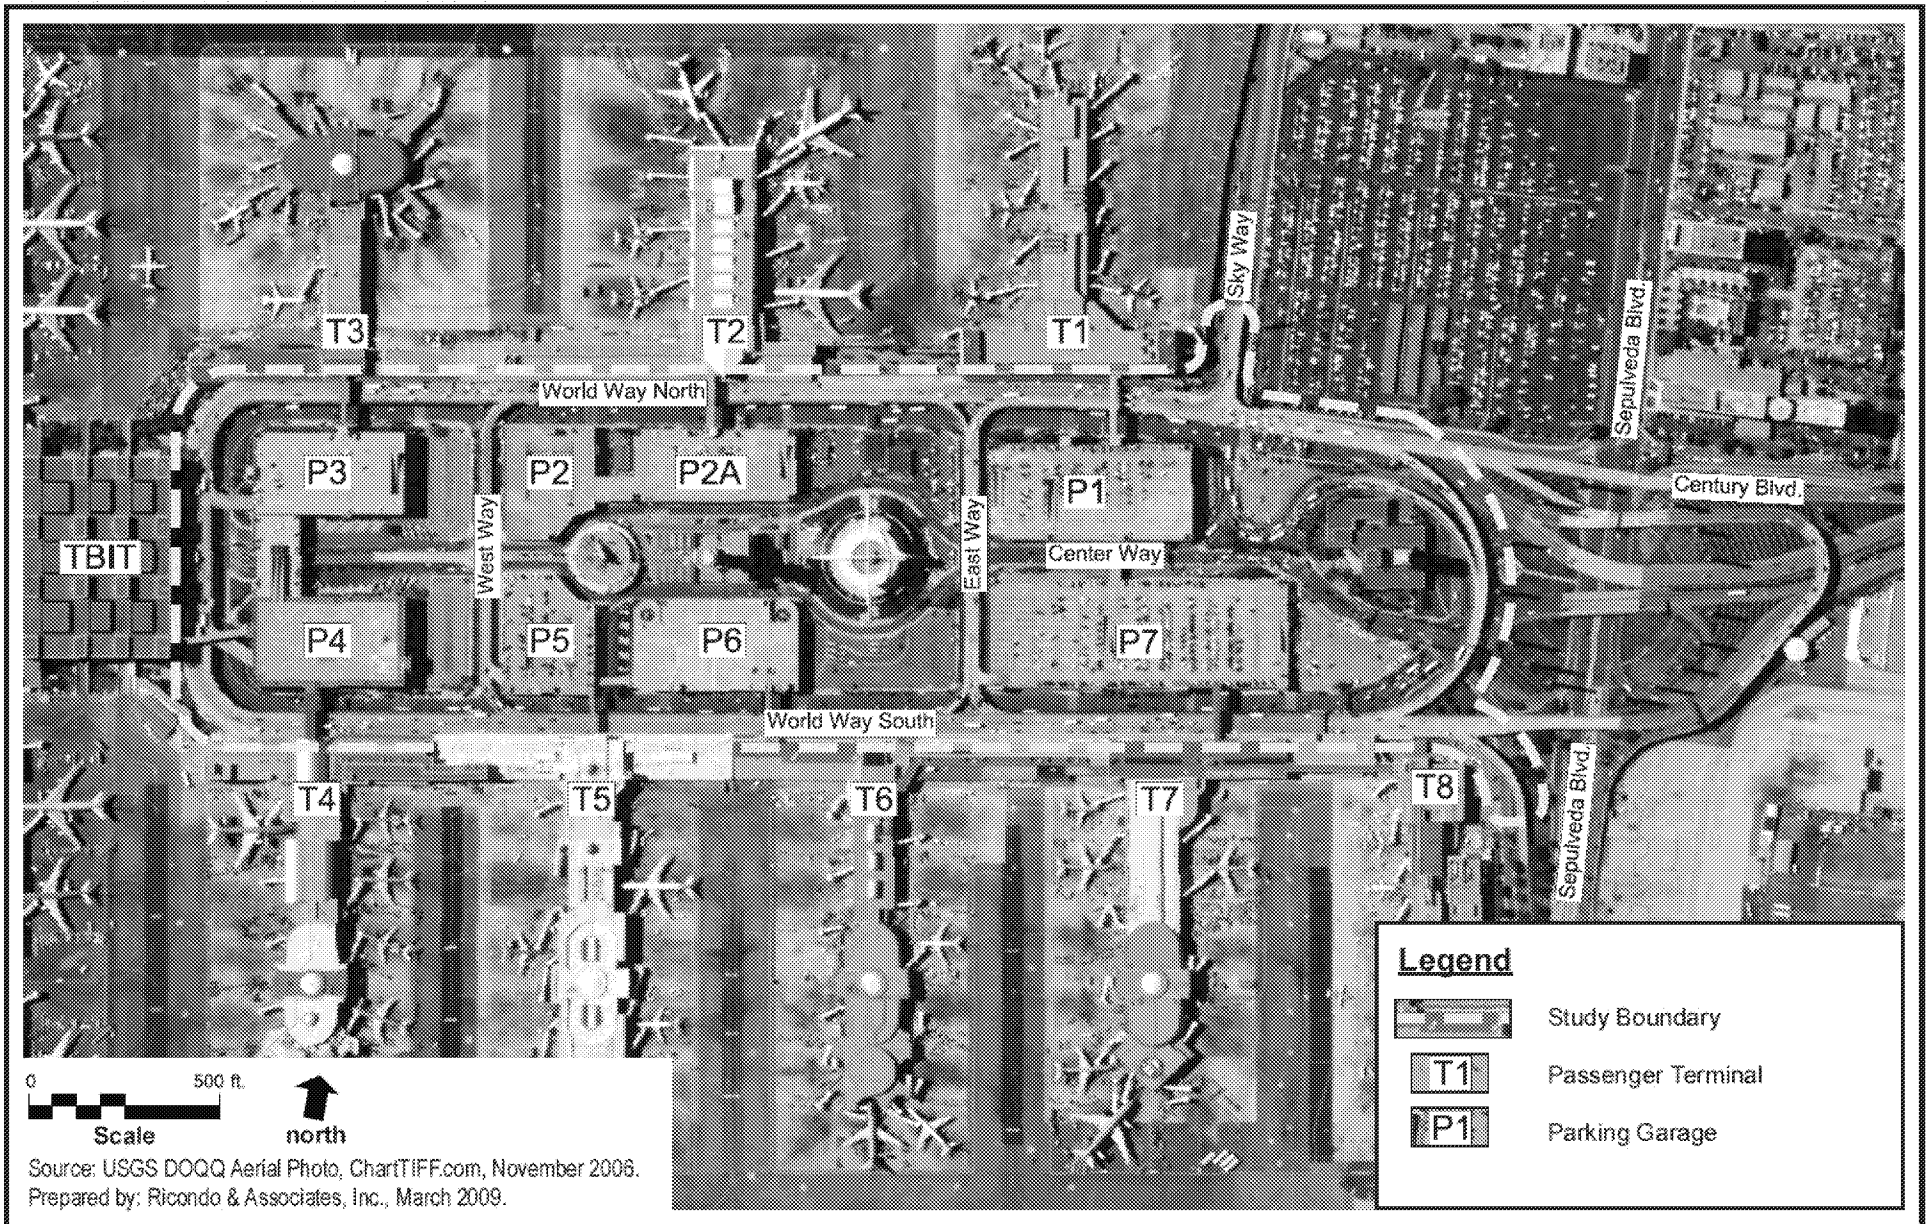 Sky Way
T3
T2
T1
Sepulveda Blvd.
World Way North
P3
P2
P2A
P1
Century Blvd.
TBIT
West Way
East Way
Center Way
P4
P5
P6
P7
World Way South
T4
T5
T6
T7
T8
Sepulveda Blvd.
Legend
Study Boundary
T1
Passenger Terminal
P1
Parking Garage
0
500 ft.
Scale
north
Source: USGS DOQQ Aerial Photo, ChartTIFF.com, November 2006.
Prepared by: Ricondo & Associates, Inc., March 2009.